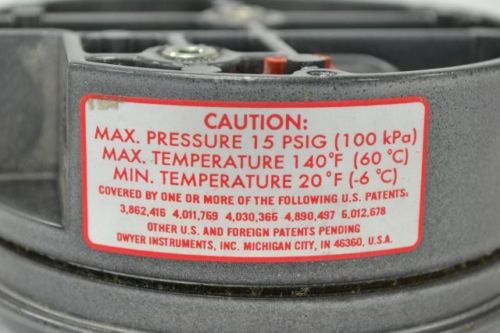 CAUTION:
MAX. PRESSURE 15 PSIG (100 kPa)
MAX. TEMPERATURE 140°F (60 °C)
MIN. TEMPERATURE 20°F (-6 °C)
COVERED BY ONE OR MORE OF THE FOLLOWING U.S. PATENTS:
3,862,416 4,011,769 4,030,366 4,890,497 5,012,678
OTHER U.S. AND FOREIGN PATENTS PENDING
DWYER INSTRUMENTS, INC. MICHIGAN CITY, IN 46360, U.S.A.